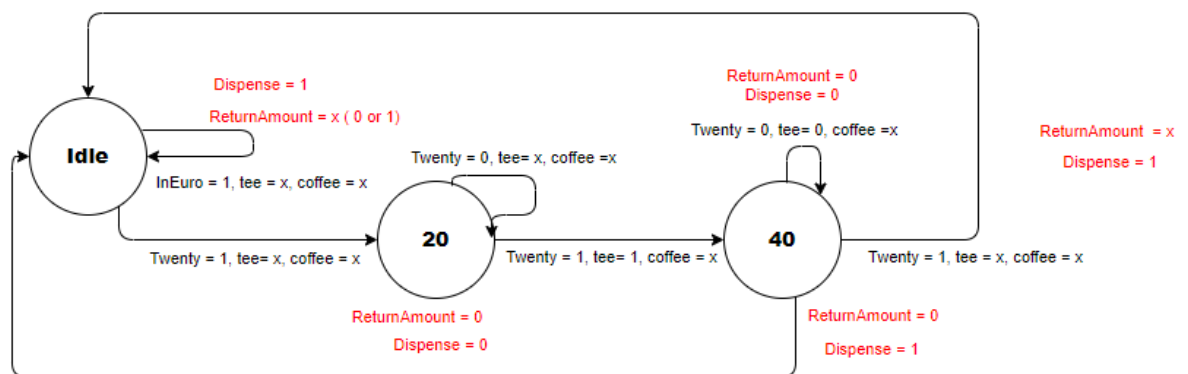 Dispense = 1
ReturnAmount = x ( 0 or 1)
Idle
InEuro = 1, tee = x, coffee = x
Twenty = 1, tee= x, coffee = x
Twenty = 0, tee= x, coffee =x
20
Twenty = 1, tee= 1, coffee = x
ReturnAmount = 0
Dispense = 0
ReturnAmount = 0
Dispense = 0
Twenty = 0, tee= 0, coffee =x
40
Twenty = 1, tee = x, coffee = x
ReturnAmount = x
Dispense = 1
ReturnAmount = 0
Dispense = 1